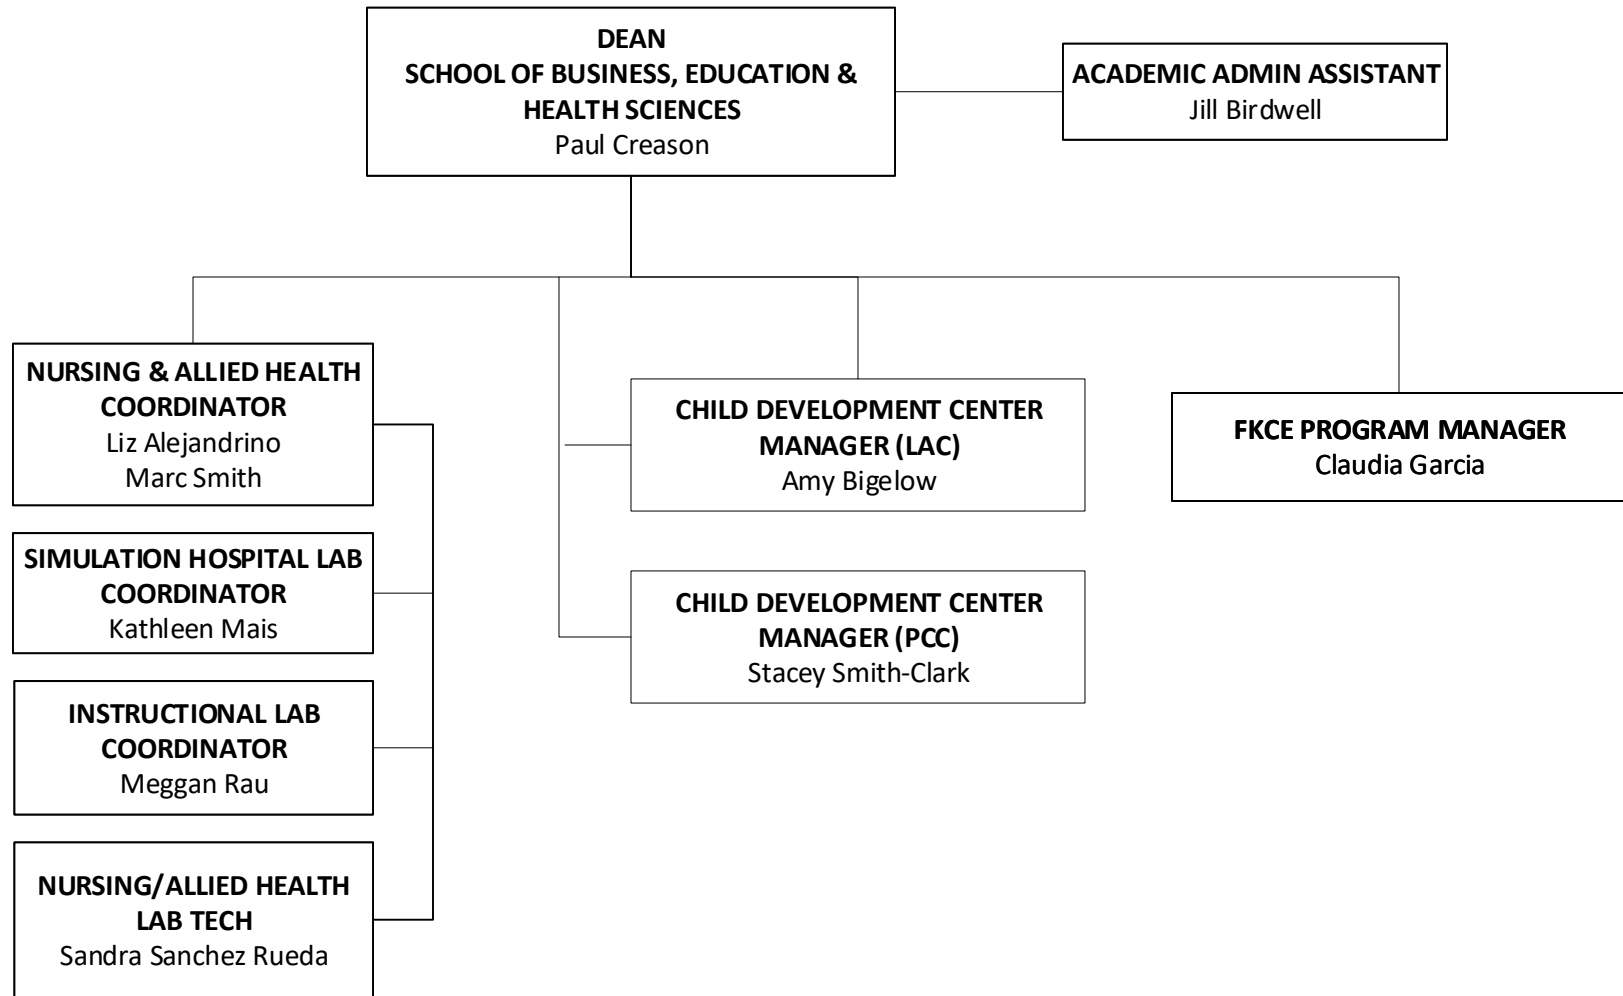 DEAN
SCHOOL OF BUSINESS, EDUCATION &
HEALTH SCIENCES
Paul Creason
ACADEMIC ADMIN ASSISTANT
Jill Birdwell
NURSING & ALLIED HEALTH
COORDINATOR
Liz Alejandrino
Marc Smith
SIMULATION HOSPITAL LAB
COORDINATOR
Kathleen Mais
INSTRUCTIONAL LAB
COORDINATOR
Meggan Rau
NURSING/ALLIED HEALTH
LAB TECH
Sandra Sanchez Rueda
CHILD DEVELOPMENT CENTER
MANAGER (LAC)
Amy Bigelow
CHILD DEVELOPMENT CENTER
MANAGER (PCC)
Stacey Smith-Clark
FKCE PROGRAM MANAGER
Claudia Garcia